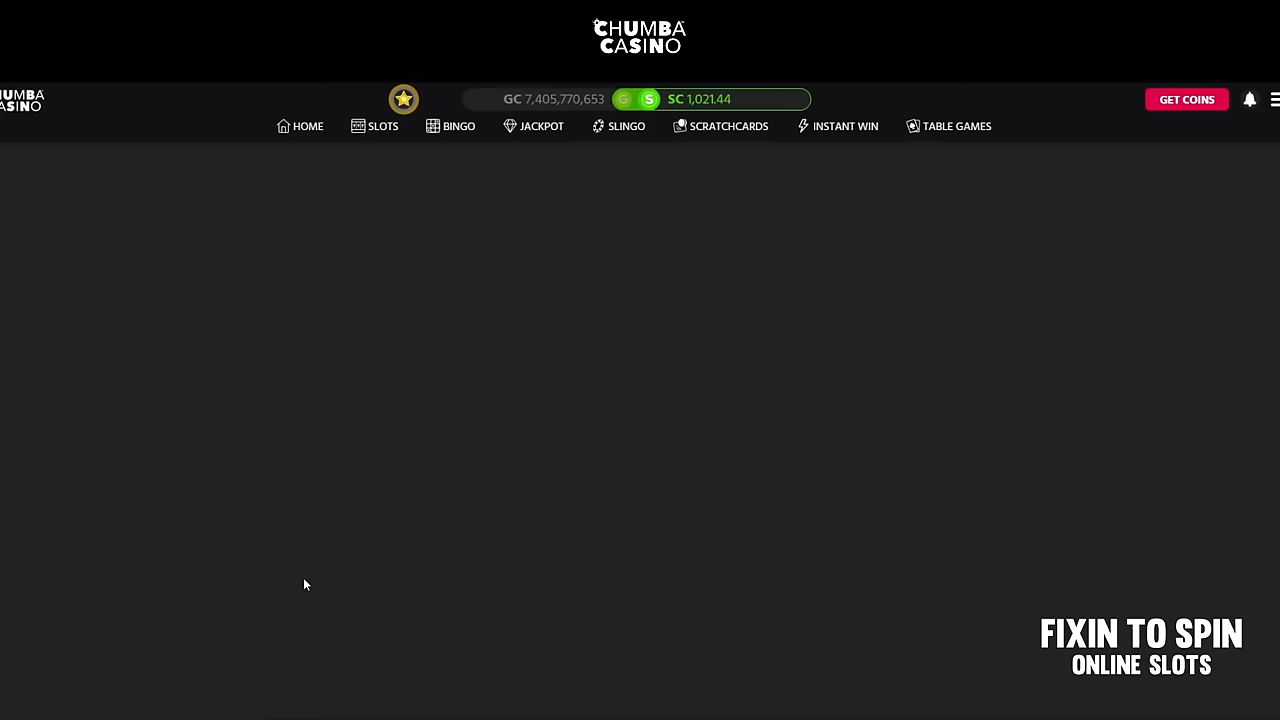 CHUMBA
CASINO
UMBA
ASINO
GC 7,405,770,653 G S SC 1,021.44
GET COINS
HOME SLOTS BINGO JACKPOT SLINGO SCRATCHCARDS INSTANT WIN TABLE GAMES
FIXIN TO SPIN
ONLINE SLOTS